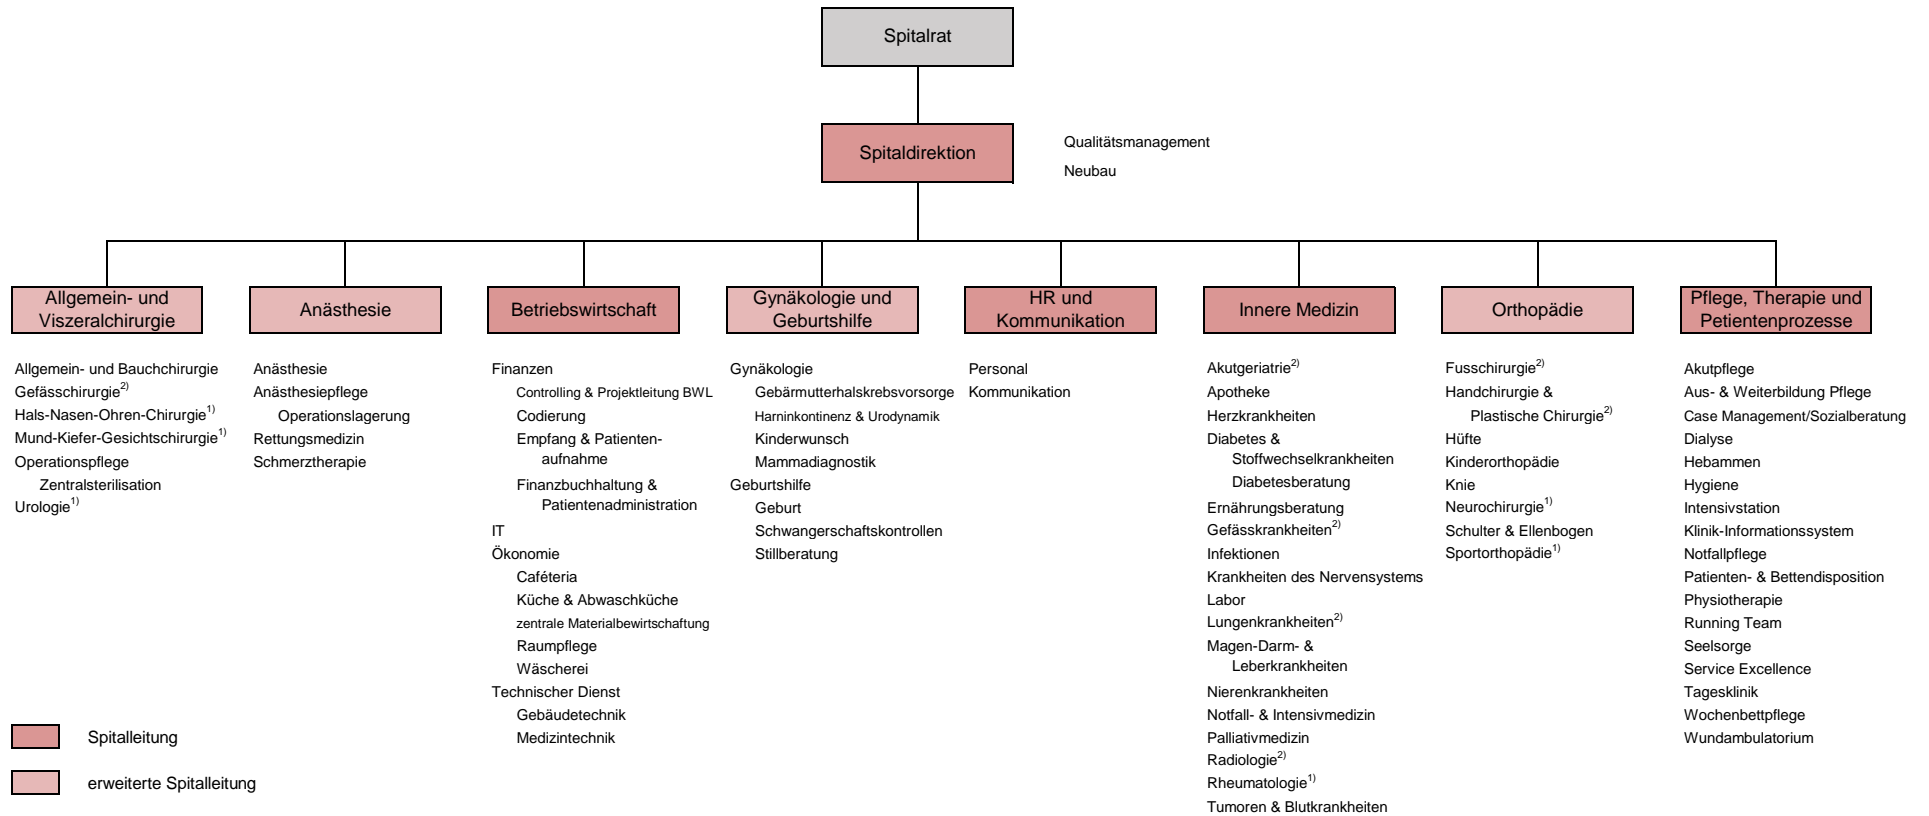 Spitalrat
Spitaldirektion
Qualitätsmanagement
Neubau
Allgemein- und
Viszeralchirurgie
Allgemein- und Bauchchirurgie
Gefässchirurgie2)
Hals-Nasen-Ohren-Chirurgie1)
Mund-Kiefer-Gesichtschirurgie1)
Operationspflege
Zentralsterilisation
Urologie1)
Anästhesie
Anästhesie
Anästhesiepflege
Operationslagerung
Rettungsmedizin
Schmerztherapie
Betriebswirtschaft
Finanzen
Controlling & Projektleitung BWL
Codierung
Empfang & Patienten-
aufnahme
Finanzbuchhaltung &
Patientenadministration
IT
Ökonomie
Caféteria
Küche & Abwaschküche
zentrale Materialbewirtschaftung
Raumpflege
Wäscherei
Technischer Dienst
Gebäudetechnik
Medizintechnik
Gynäkologie und
Geburtshilfe
Gynäkologie
Gebärmutterhalskrebsvorsorge
Harninkontinenz & Urodynamik
Kinderwunsch
Mammadiagnostik
Geburtshilfe
Geburt
Schwangerschaftskontrollen
Stillberatung
HR und
Kommunikation
Personal
Kommunikation
Innere Medizin
Akutgeriatrie2)
Apotheke
Herzkrankheiten
Diabetes &
Stoffwechselkrankheiten
Diabetesberatung
Ernährungsberatung
Gefässkrankheiten2)
Infektionen
Krankheiten des Nervensystems
Labor
Lungenkrankheiten2)
Magen-Darm- &
Leberkrankheiten
Nierenkrankheiten
Notfall- & Intensivmedizin
Palliativmedizin
Radiologie2)
Rheumatologie1)
Tumoren & Blutkrankheiten
Orthopädie
Fusschirurgie2)
Handchirurgie &
Plastische Chirurgie2)
Hüfte
Kinderorthopädie
Knie
Neurochirurgie1)
Schulter & Ellenbogen
Sportorthopädie1)
Pflege, Therapie und
Petientenprozesse
Akutpflege
Aus- & Weiterbildung Pflege
Case Management/Sozialberatung
Dialyse
Hebammen
Hygiene
Intensivstation
Klinik-Informationssystem
Notfallpflege
Patienten- & Bettendisposition
Physiotherapie
Running Team
Seelsorge
Service Excellence
Tagesklinik
Wochenbettpflege
Wundambulatorium
Spitalleitung
erweiterte Spitalleitung